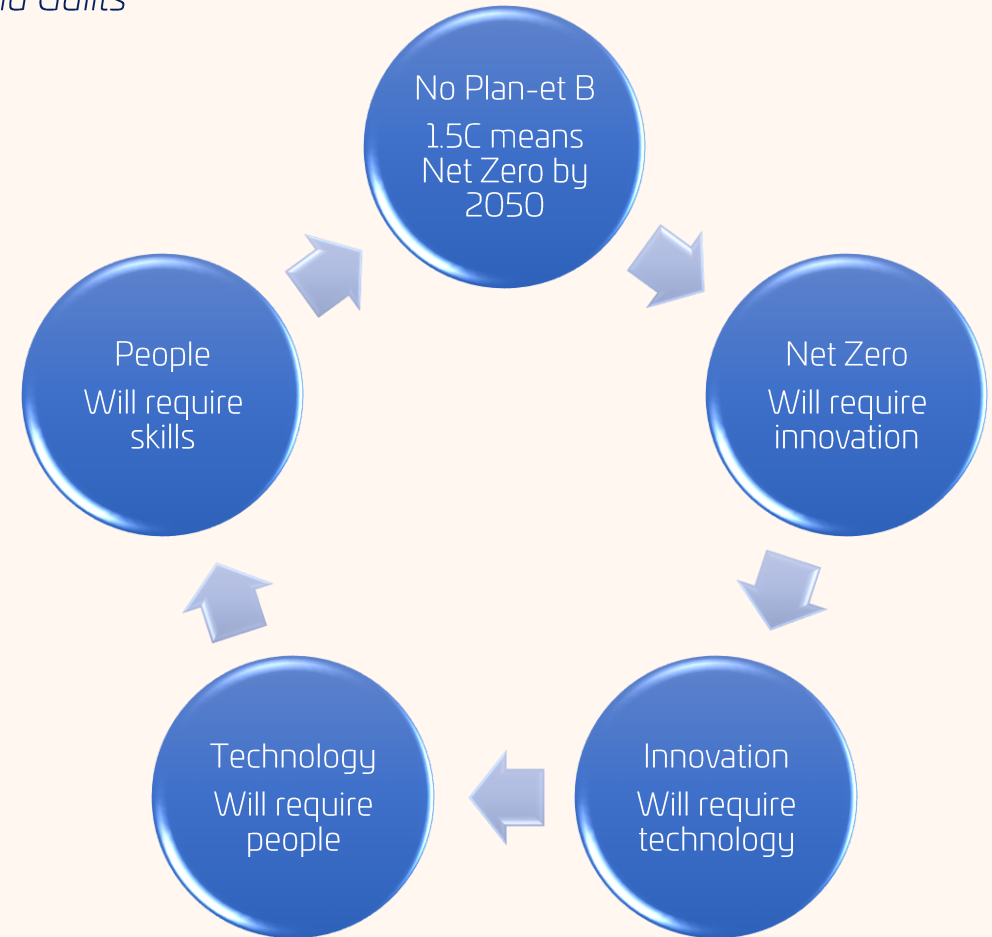 No Plan-et B
1.5C means
Net Zero by
2050
Net Zero
Will require
innovation
Innovation
Will require
technology
Technology
Will require
people
People
Will require
skills